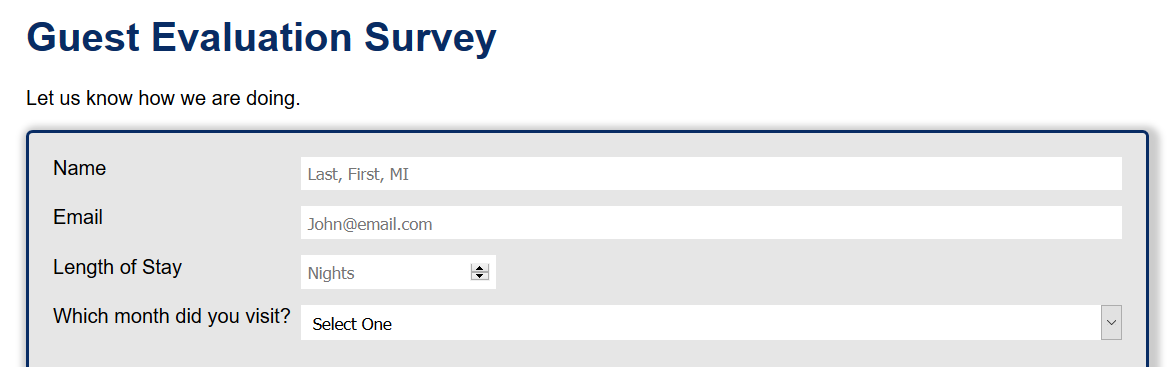 Guest Evaluation Survey
Let us know how we are doing.
Name Last, First, MI
Email John@email.com
Length of Stay Nights
Which month did you visit? Select One